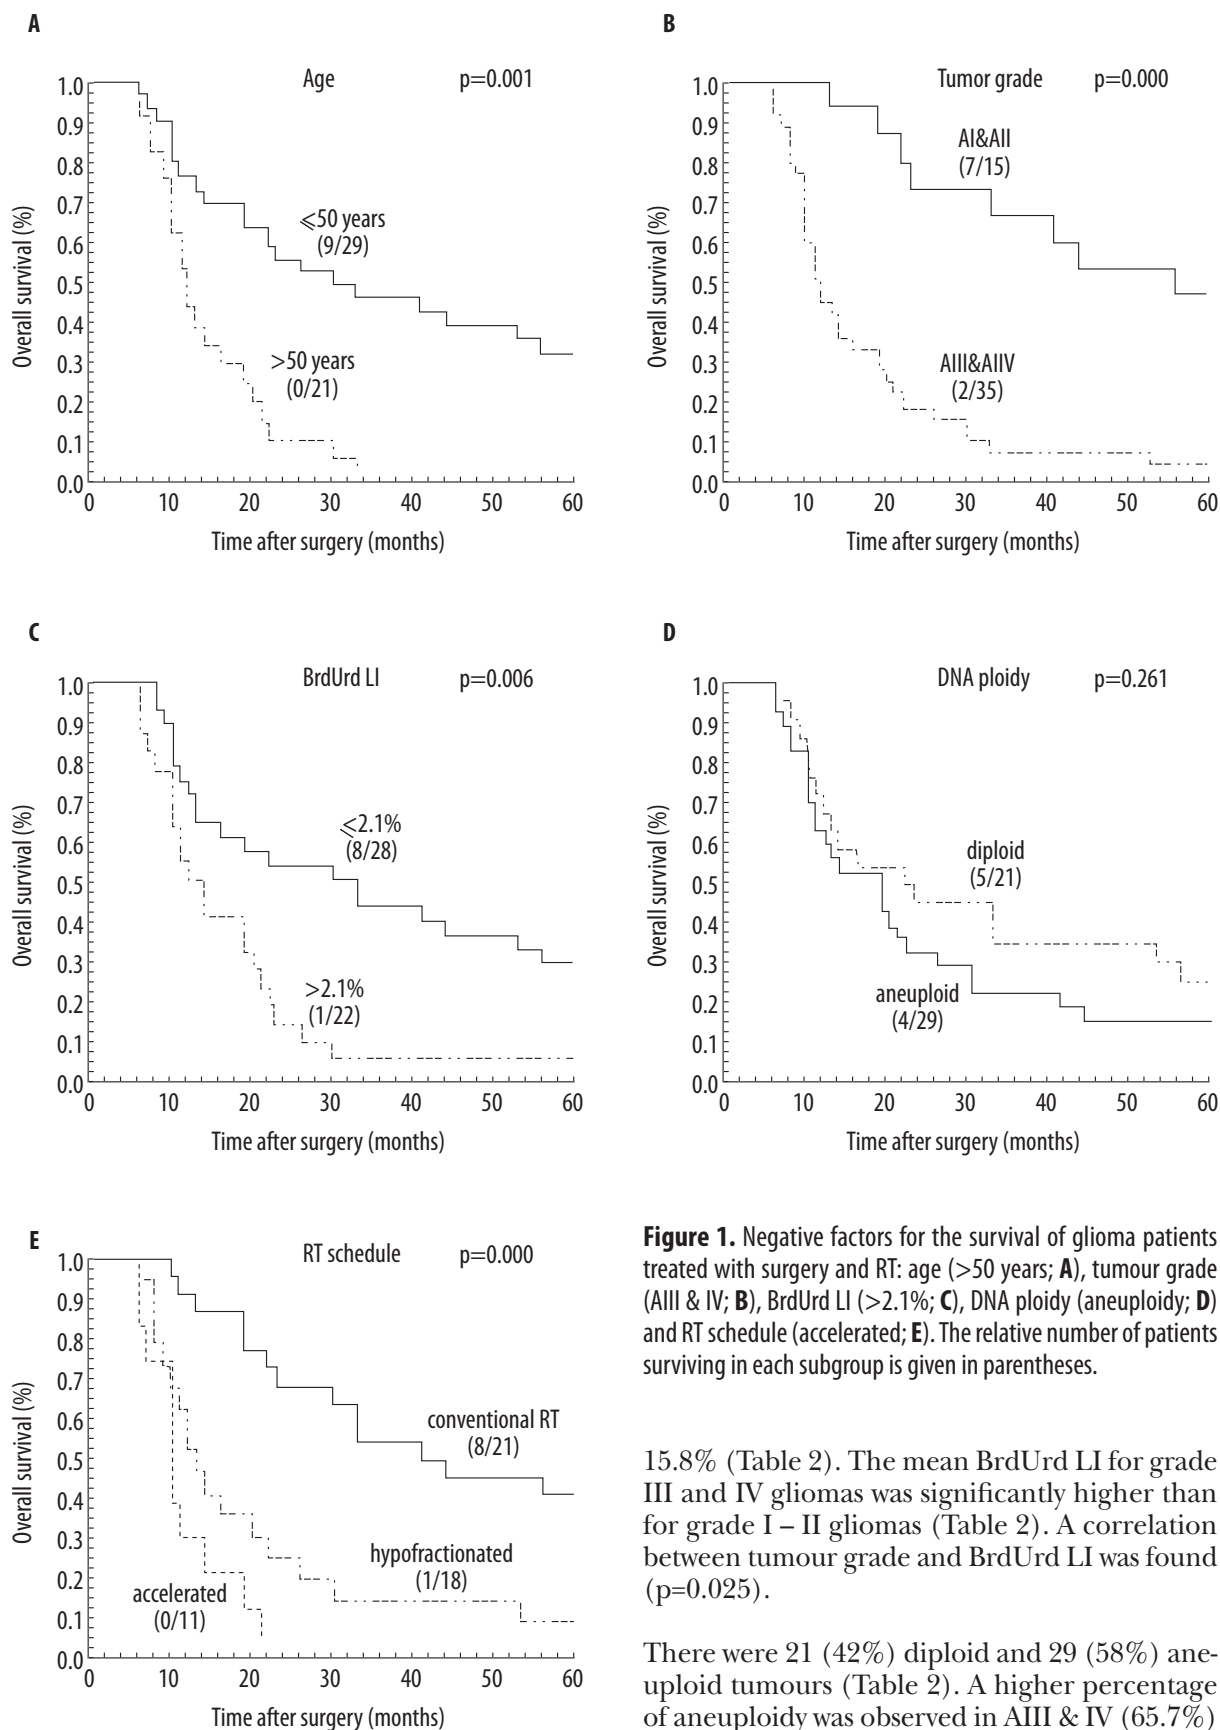 A
Age p=0.001
Overall survival (%)
1.0
0.9
0.8
0.7
0.6
0.5
0.4
0.3
0.2
0.1
0.0
⩽50 years
(9/29)
>50 years
(0/21)
0 10 20 30 40 50 60
Time after surgery (months)
B
Tumor grade p=0.000
Overall survival (%)
1.0
0.9
0.8
0.7
0.6
0.5
0.4
0.3
0.2
0.1
0.0
AI&AII
(7/15)
AIII&AIIV
(2/35)
0 10 20 30 40 50 60
Time after surgery (months)
C
BrdUrd LI p=0.006
Overall survival (%)
1.0
0.9
0.8
0.7
0.6
0.5
0.4
0.3
0.2
0.1
0.0
⩽2.1%
(8/28)
>2.1%
(1/22)
0 10 20 30 40 50 60
Time after surgery (months)
D
DNA ploidy p=0.261
Overall survival (%)
1.0
0.9
0.8
0.7
0.6
0.5
0.4
0.3
0.2
0.1
0.0
diploid
(5/21)
aneuploid
(4/29)
0 10 20 30 40 50 60
Time after surgery (months)
E
RT schedule p=0.000
Overall survival (%)
1.0
0.9
0.8
0.7
0.6
0.5
0.4
0.3
0.2
0.1
0.0
conventional RT
(8/21)
hypofractionated
(1/18)
accelerated
(0/11)
0 10 20 30 40 50 60
Time after surgery (months)
Figure 1. Negative factors for the survival of glioma patients
treated with surgery and RT: age (>50 years; A), tumour grade
(AIII & IV; B), BrdUrd LI (>2.1%; C), DNA ploidy (aneuploidy; D)
and RT schedule (accelerated; E). The relative number of patients
surviving in each subgroup is given in parentheses.
15.8% (Table 2). The mean BrdUrd LI for grade
III and IV gliomas was significantly higher than
for grade I – II gliomas (Table 2). A correlation
between tumour grade and BrdUrd LI was found
(p=0.025).
There were 21 (42%) diploid and 29 (58%) ane-
uploid tumours (Table 2). A higher percentage
of aneuploidy was observed in AIII & IV (65.7%)